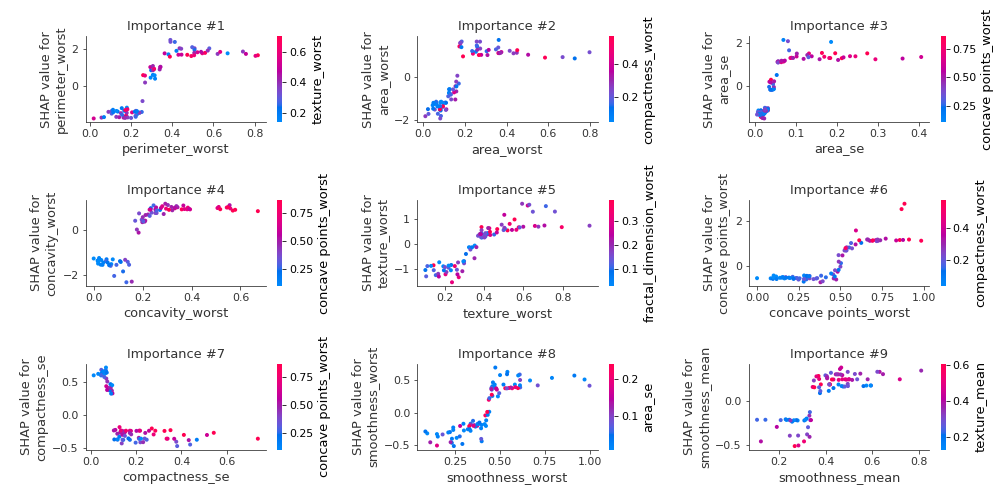 Importance #1
SHAP value for
perimeter_worst
2
0
0.0 0.2 0.4 0.6 0.8
perimeter_worst
0.6
0.4
0.2
texture_worst
Importance #2
SHAP value for
area_worst
0
−2
0.0 0.2 0.4 0.6 0.8
area_worst
0.4
0.2
compactness_worst
Importance #3
SHAP value for
area_se
2
0
0.0 0.1 0.2 0.3 0.4
area_se
0.75
0.50
0.25
concave points_worst
Importance #4
SHAP value for
concavity_worst
0
−2
0.0 0.2 0.4 0.6
concavity_worst
0.75
0.50
0.25
concave points_worst
Importance #5
SHAP value for
texture_worst
1
0
−1
0.2 0.4 0.6 0.8
texture_worst
0.3
0.2
0.1
fractal_dimension_worst
Importance #6
SHAP value for
concave points_worst
2
0
0.00 0.25 0.50 0.75 1.00
concave points_worst
0.4
0.2
compactness_worst
Importance #7
SHAP value for
compactness_se
0.5
0.0
−0.5
0.0 0.2 0.4 0.6
compactness_se
0.75
0.50
0.25
concave points_worst
Importance #8
SHAP value for
smoothness_worst
0.5
0.0
−0.5
0.25 0.50 0.75 1.00
smoothness_worst
0.2
0.1
area_se
Importance #9
SHAP value for
smoothness_mean
0.0
−0.5
0.2 0.4 0.6 0.8
smoothness_mean
0.6
0.4
0.2
texture_mean